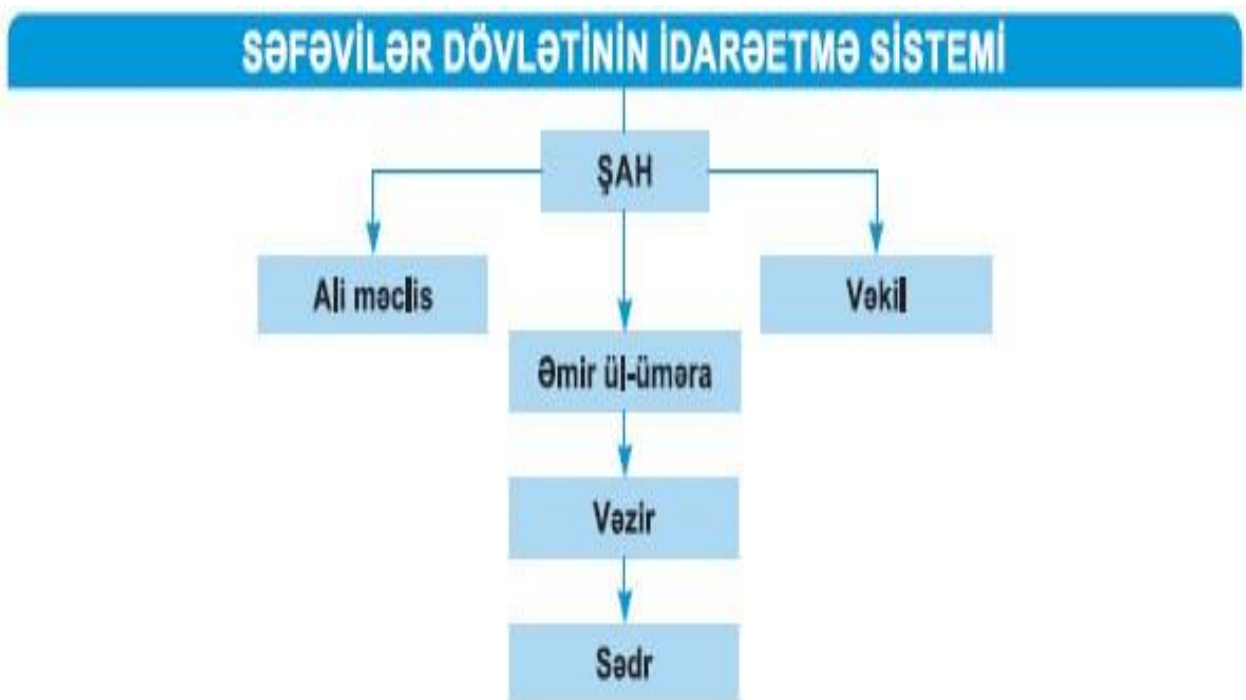 SƏFƏVİLƏR DÖVLƏTİNİN İDARƏETMƏ SİSTEMİ
ŞAH
Ali məclis
Vəkil
Əmir ül-üməra
Vəzir
Sədr